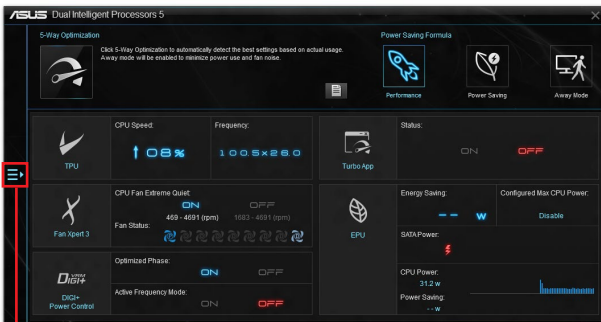 ASUS Dual Intelligent Processors 5
5-Way Optimization
Click 5-Way Optimization to automatically detect the best settings based on actual usage.
Away mode will be enabled to minimize power use and fan noise.
Power Saving Formula
Performance
Power Saving
Away Mode
TPU
CPU Speed:
08%
Frequency:
100.5x26.0
Turbo App
Status:
ON OFF
Fan Xpert 3
CPU Fan Extreme Quiet:
ON OFF
469 - 4691 (rpm) 1683 - 4691 (rpm)
Fan Status:
EPU
Energy Saving:
-- w
Configured Max CPU Power:
Disable
SATA Power:
CPU Power:
31.2 w
Power Saving:
-- w
DIGI+ VRM
DIGI+
Power Control
Optimized Phase:
ON OFF
Active Frequency Mode:
ON OFF